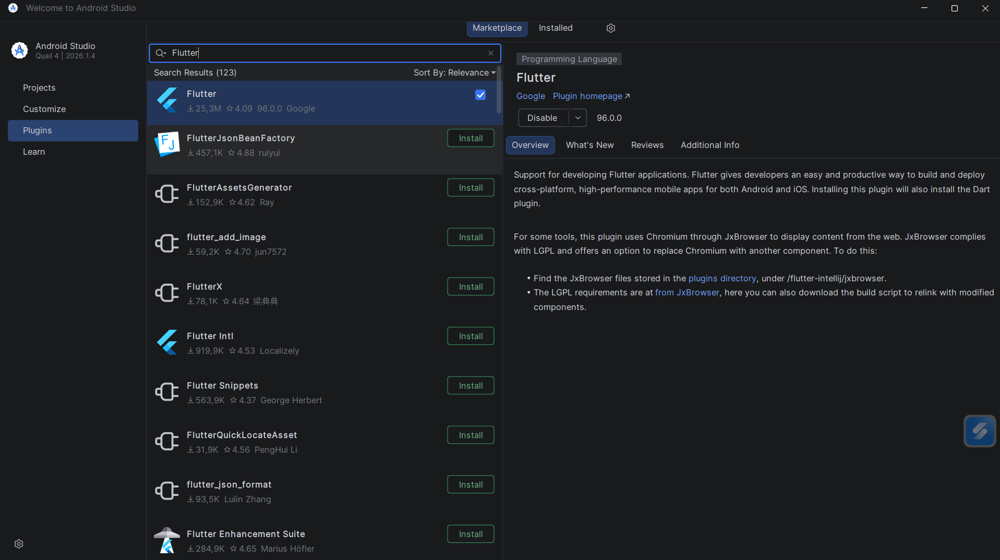 Welcome to Android Studio
Android Studio
Quail 4 | 2026.1.4
Projects
Customize
Plugins
Learn
Marketplace
Installed
Flutter
Search Results (123)
Sort By: Relevance
Flutter
25,3M 4.09 96.0.0 Google
FlutterJsonBeanFactory
Install
457,1K 4.88 ruiyui
FlutterAssetsGenerator
Install
152,9K 4.62 Ray
flutter_add_image
Install
59,2K 4.70 jun7572
FlutterX
Install
78,1K 4.64 梁典典
Flutter Intl
Install
919,9K 4.53 Localizely
Flutter Snippets
Install
563,9K 4.37 George Herbert
FlutterQuickLocateAsset
Install
31,9K 4.56 PengHui Li
flutter_json_format
Install
93,5K Lulin Zhang
Flutter Enhancement Suite
Install
284,9K 4.65 Marius Höfler
Programming Language
Flutter
Google Plugin homepage
Disable 96.0.0
Overview What's New Reviews Additional Info
Support for developing Flutter applications. Flutter gives developers an easy and productive way to build and deploy
cross-platform, high-performance mobile apps for both Android and iOS. Installing this plugin will also install the Dart
plugin.
For some tools, this plugin uses Chromium through JxBrowser to display content from the web. JxBrowser complies
with LGPL and offers an option to replace Chromium with another component. To do this:
• Find the JxBrowser files stored in the plugins directory, under /flutter-intellij/jxbrowser.
• The LGPL requirements are at from JxBrowser, here you can also download the build script to relink with modified
components.